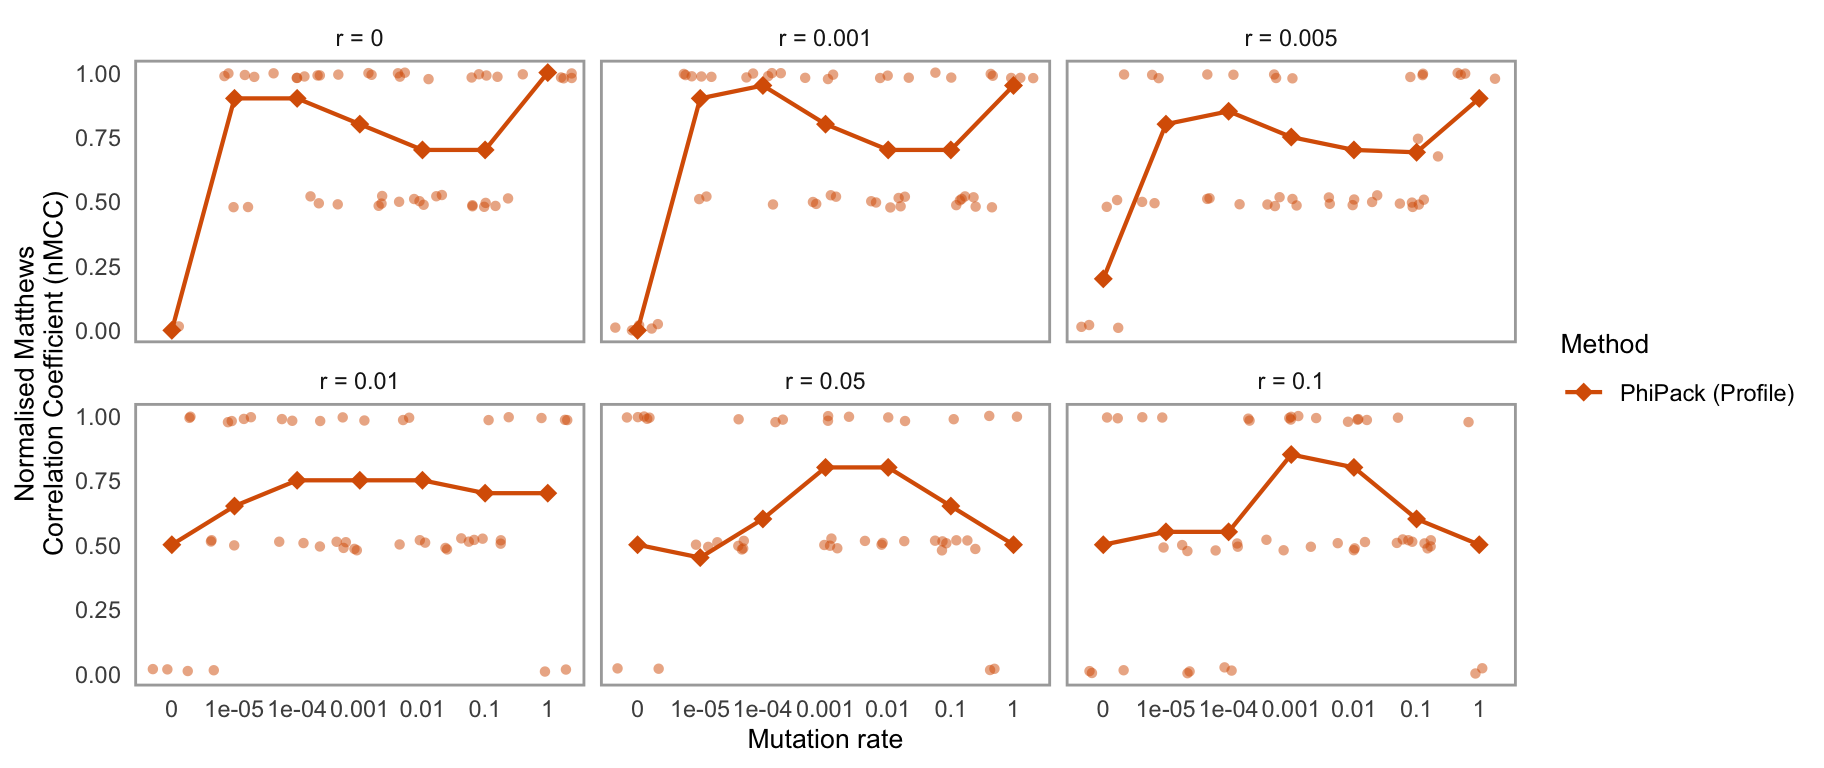 r = 0
r = 0.001
r = 0.005
1.00
0.75
0.50
0.25
0.00
r = 0.01
r = 0.05
r = 0.1
1.00
0.75
0.50
0.25
0.00
0 1e-05 1e-04 0.001 0.01 0.1 1
0 1e-05 1e-04 0.001 0.01 0.1 1
0 1e-05 1e-04 0.001 0.01 0.1 1
Mutation rate
Normalised Matthews
Correlation Coefficient (nMCC)
Method
PhiPack (Profile)